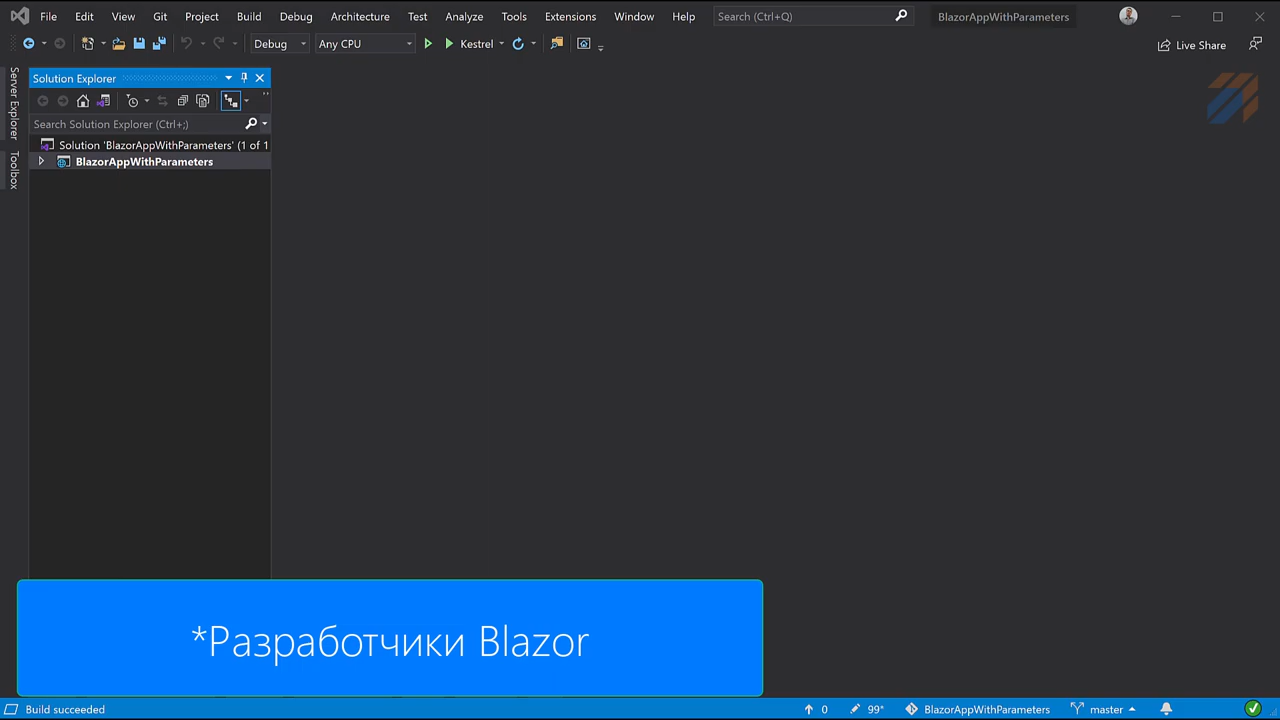 File Edit View Git Project Build Debug Architecture Test Analyze Tools Extensions Window Help Search (Ctrl+Q) BlazorAppWithParameters
Debug Any CPU Kestrel Live Share
Server Explorer
Toolbox
Solution Explorer
Search Solution Explorer (Ctrl+;)
Solution 'BlazorAppWithParameters' (1 of 1
BlazorAppWithParameters
*Разработчики Blazor
Build succeeded 0 99* BlazorAppWithParameters master